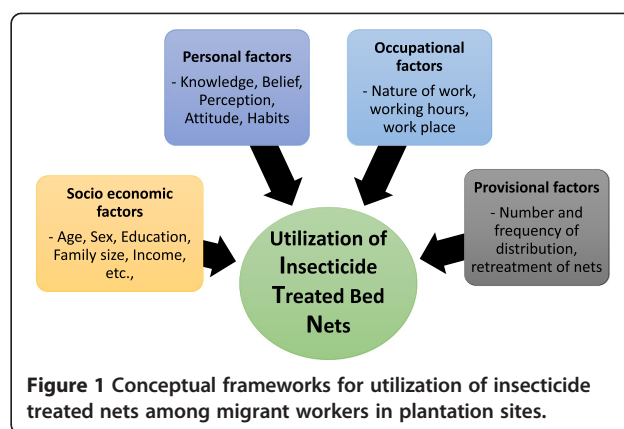 Personal factors
- Knowledge, Belief,
Perception,
Attitude, Habits
Occupational
factors
- Nature of work,
working hours,
work place
Socio economic
factors
- Age, Sex, Education,
Family size, Income,
etc.,
Provisional factors
- Number and
frequency of
distribution,
retreatment of nets
Utilization of
Insecticide
Treated Bed
Nets
Figure 1 Conceptual frameworks for utilization of insecticide
treated nets among migrant workers in plantation sites.